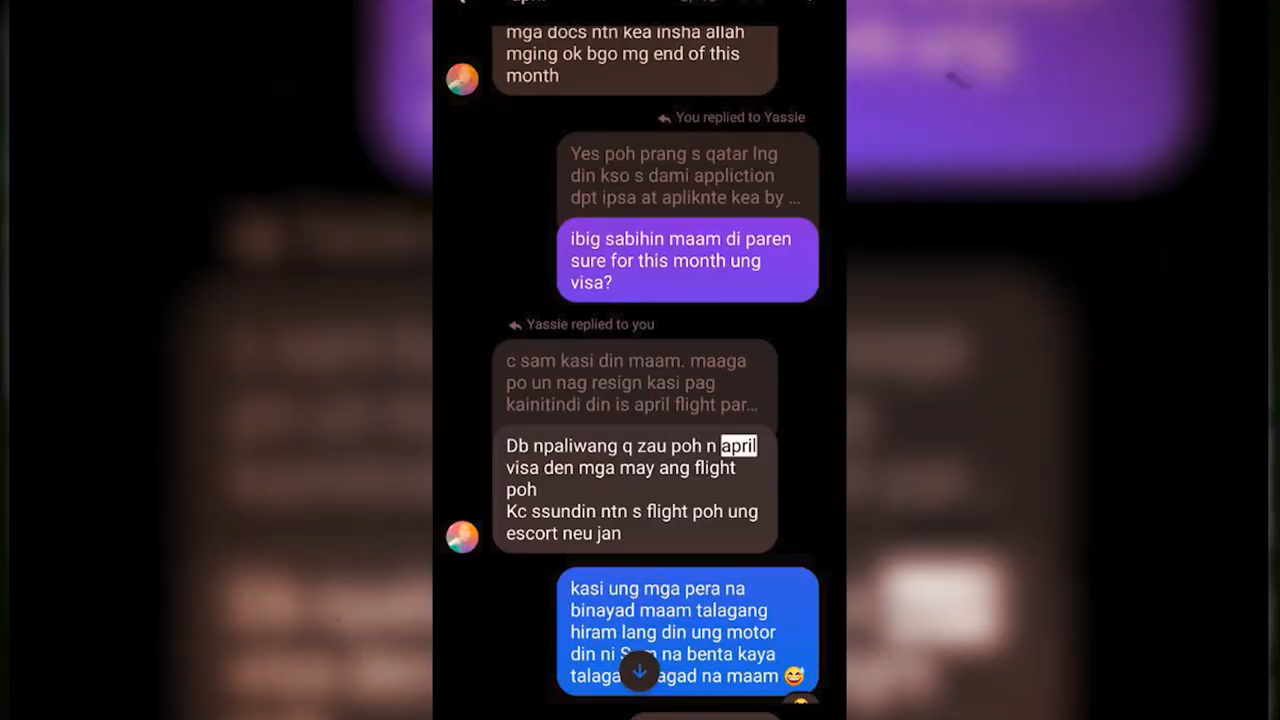 mga docs ntn kea insha allah
mging ok bgo mg end of this
month
You replied to Yassie
Yes poh prang s qatar lng
din kso s dami appliction
dpt ipsa at apliknte kea by ...
ibig sabihin maam di paren
sure for this month ung
visa?
Yassie replied to you
c sam kasi din maam. maaga
po un nag resign kasi pag
kainitindi din is april flight par...
Db npaliwang q zau poh n april
visa den mga may ang flight
poh
Kc ssundin ntn s flight poh ung
escort neu jan
kasi ung mga pera na
binayad maam talagang
hiram lang din ung motor
din ni na benta kaya
na maam 😅